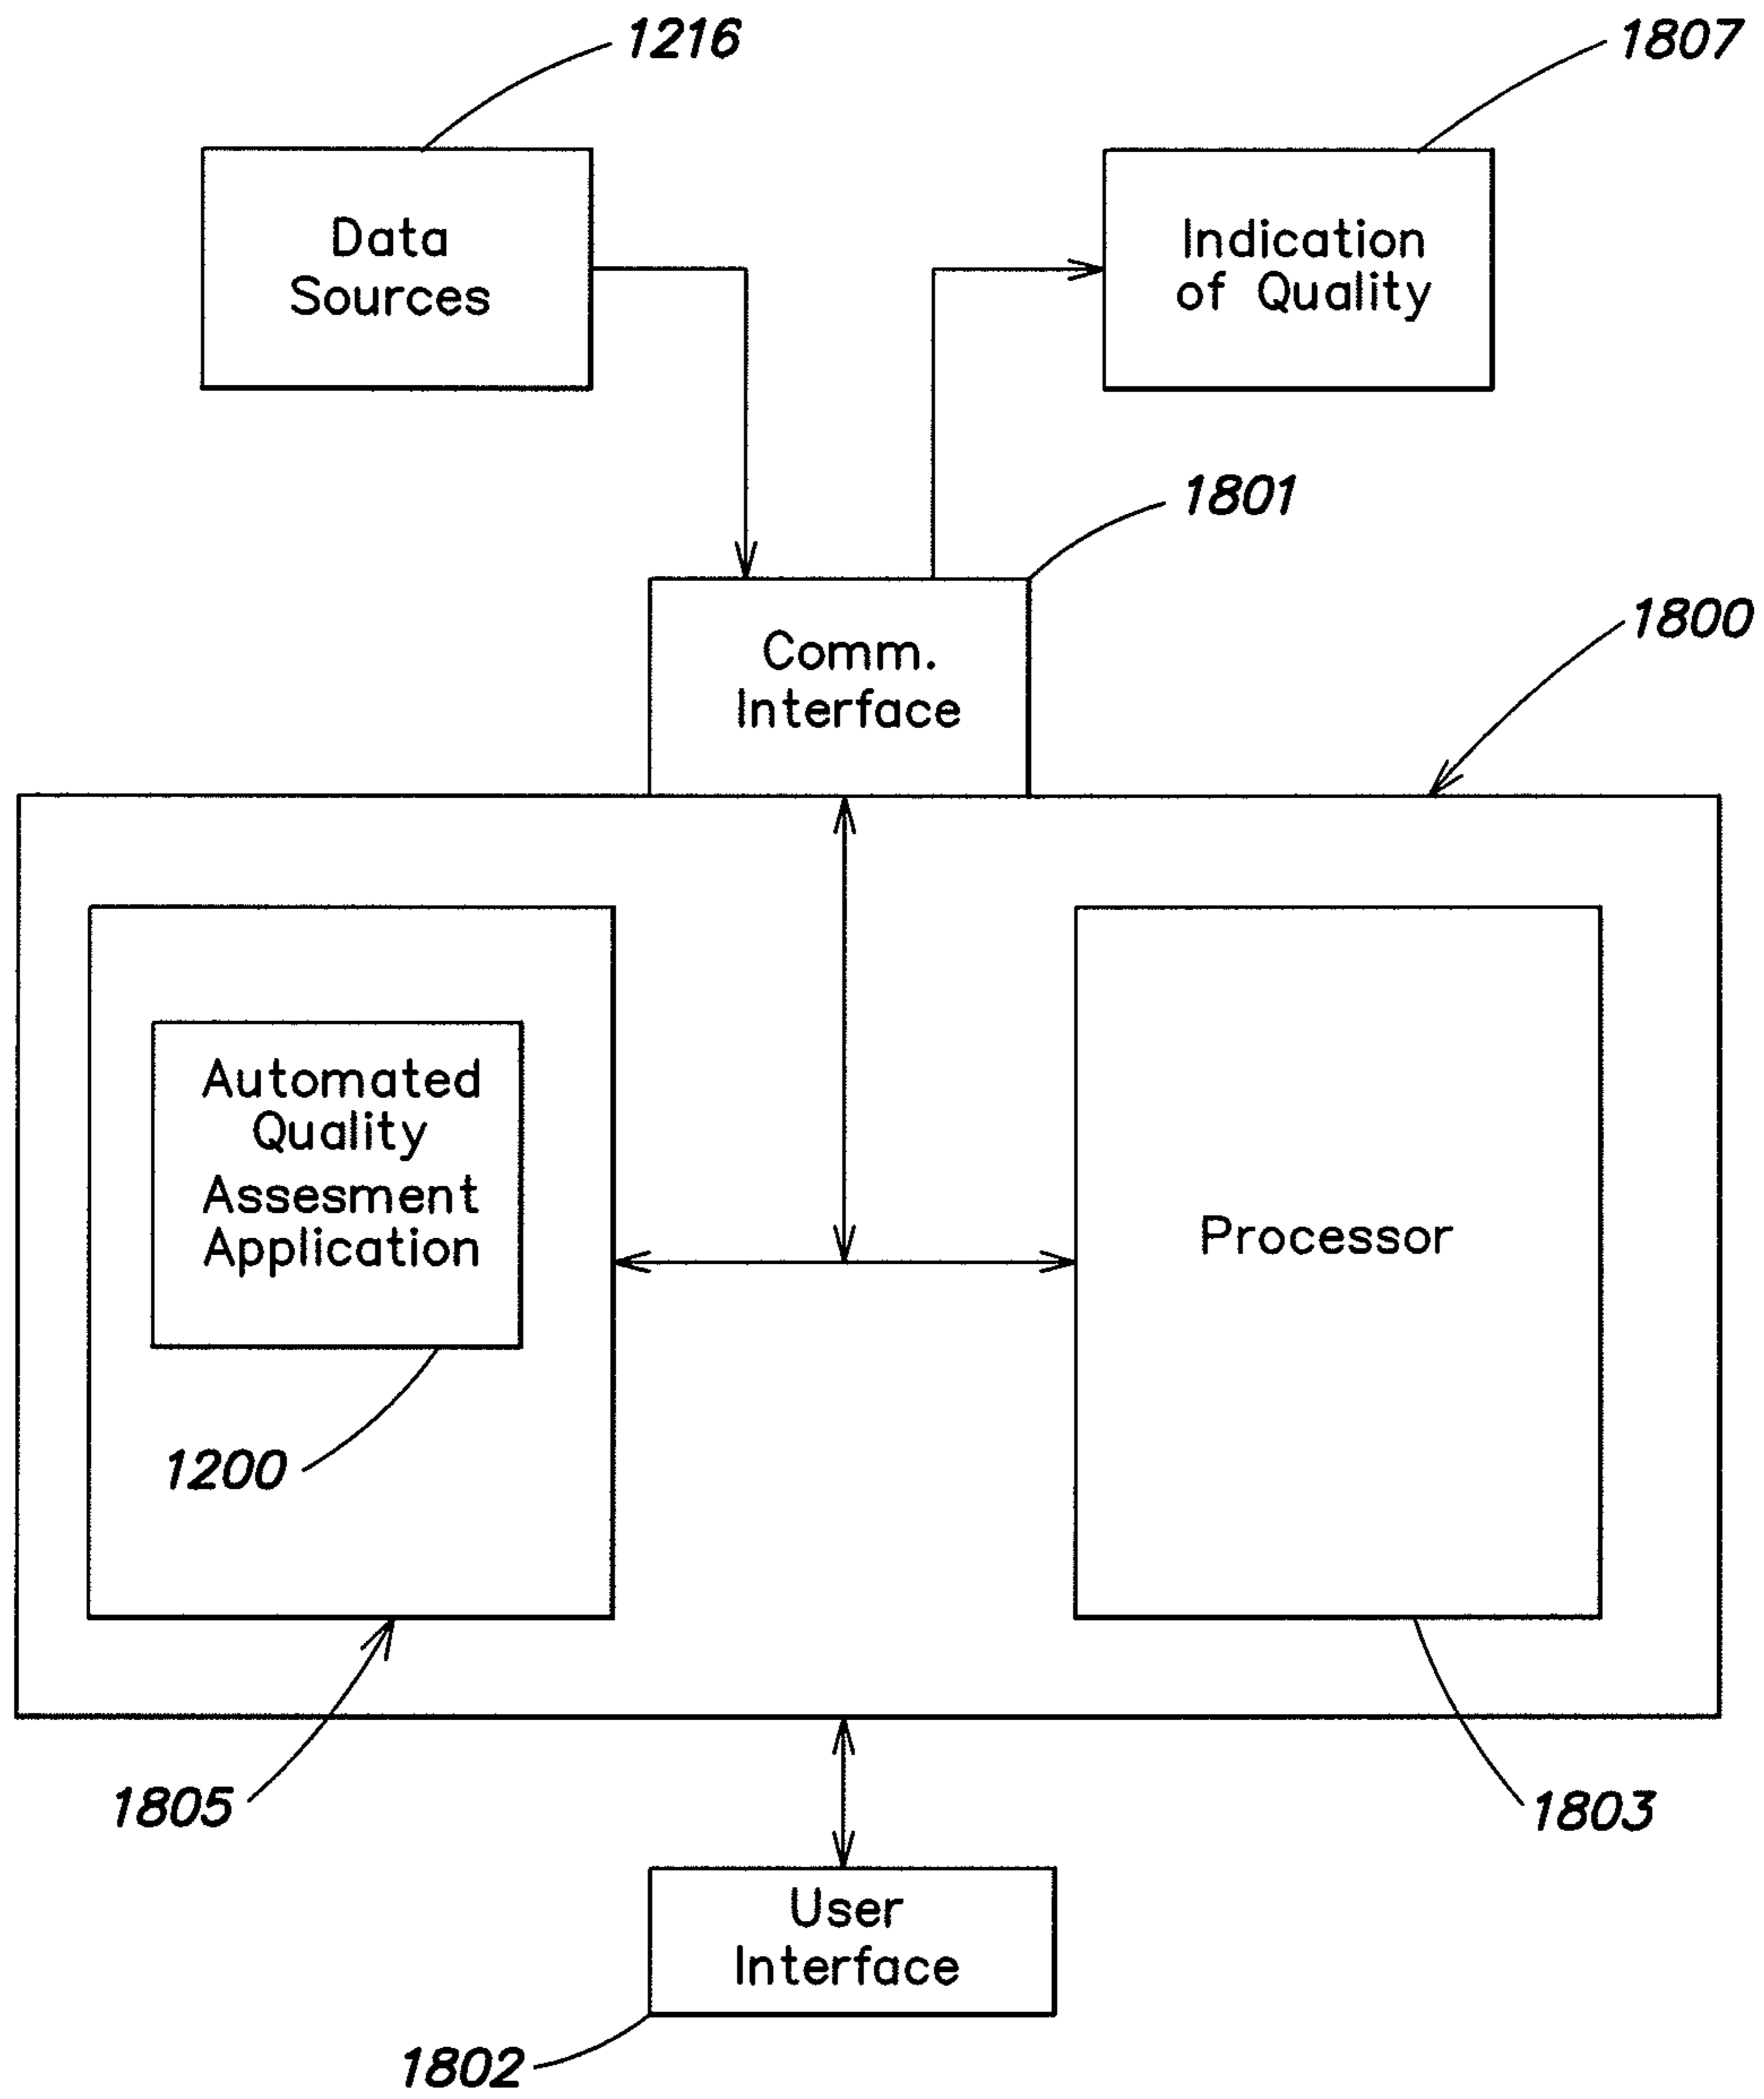 1216
1807
Data
Sources
Indication
of Quality
1801
Comm.
Interface
1800
Automated
Quality
Assesment
Application
Processor
1200
1805
1803
User
Interface
1802